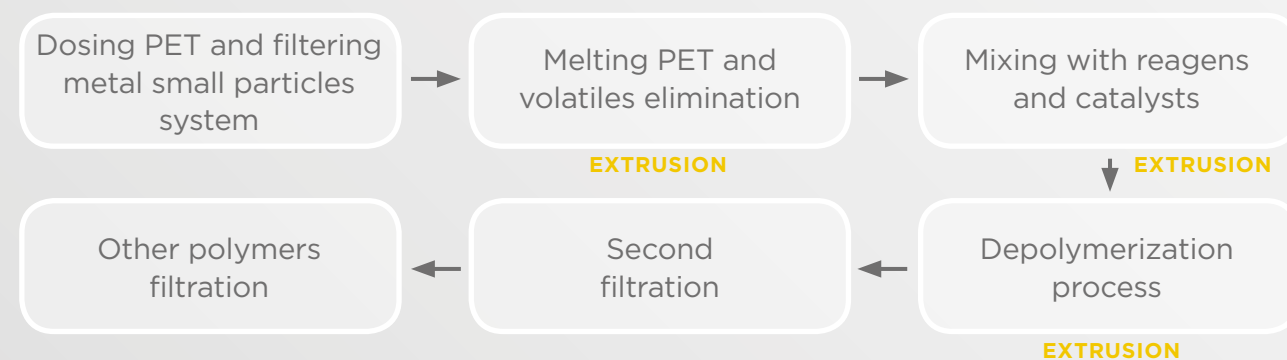 Dosing PET and filtering
metal small particles
system
Melting PET and
volatiles elimination
EXTRUSION
Mixing with reagens
and catalysts
EXTRUSION
Depolymerization
process
EXTRUSION
Second
filtration
Other polymers
filtration